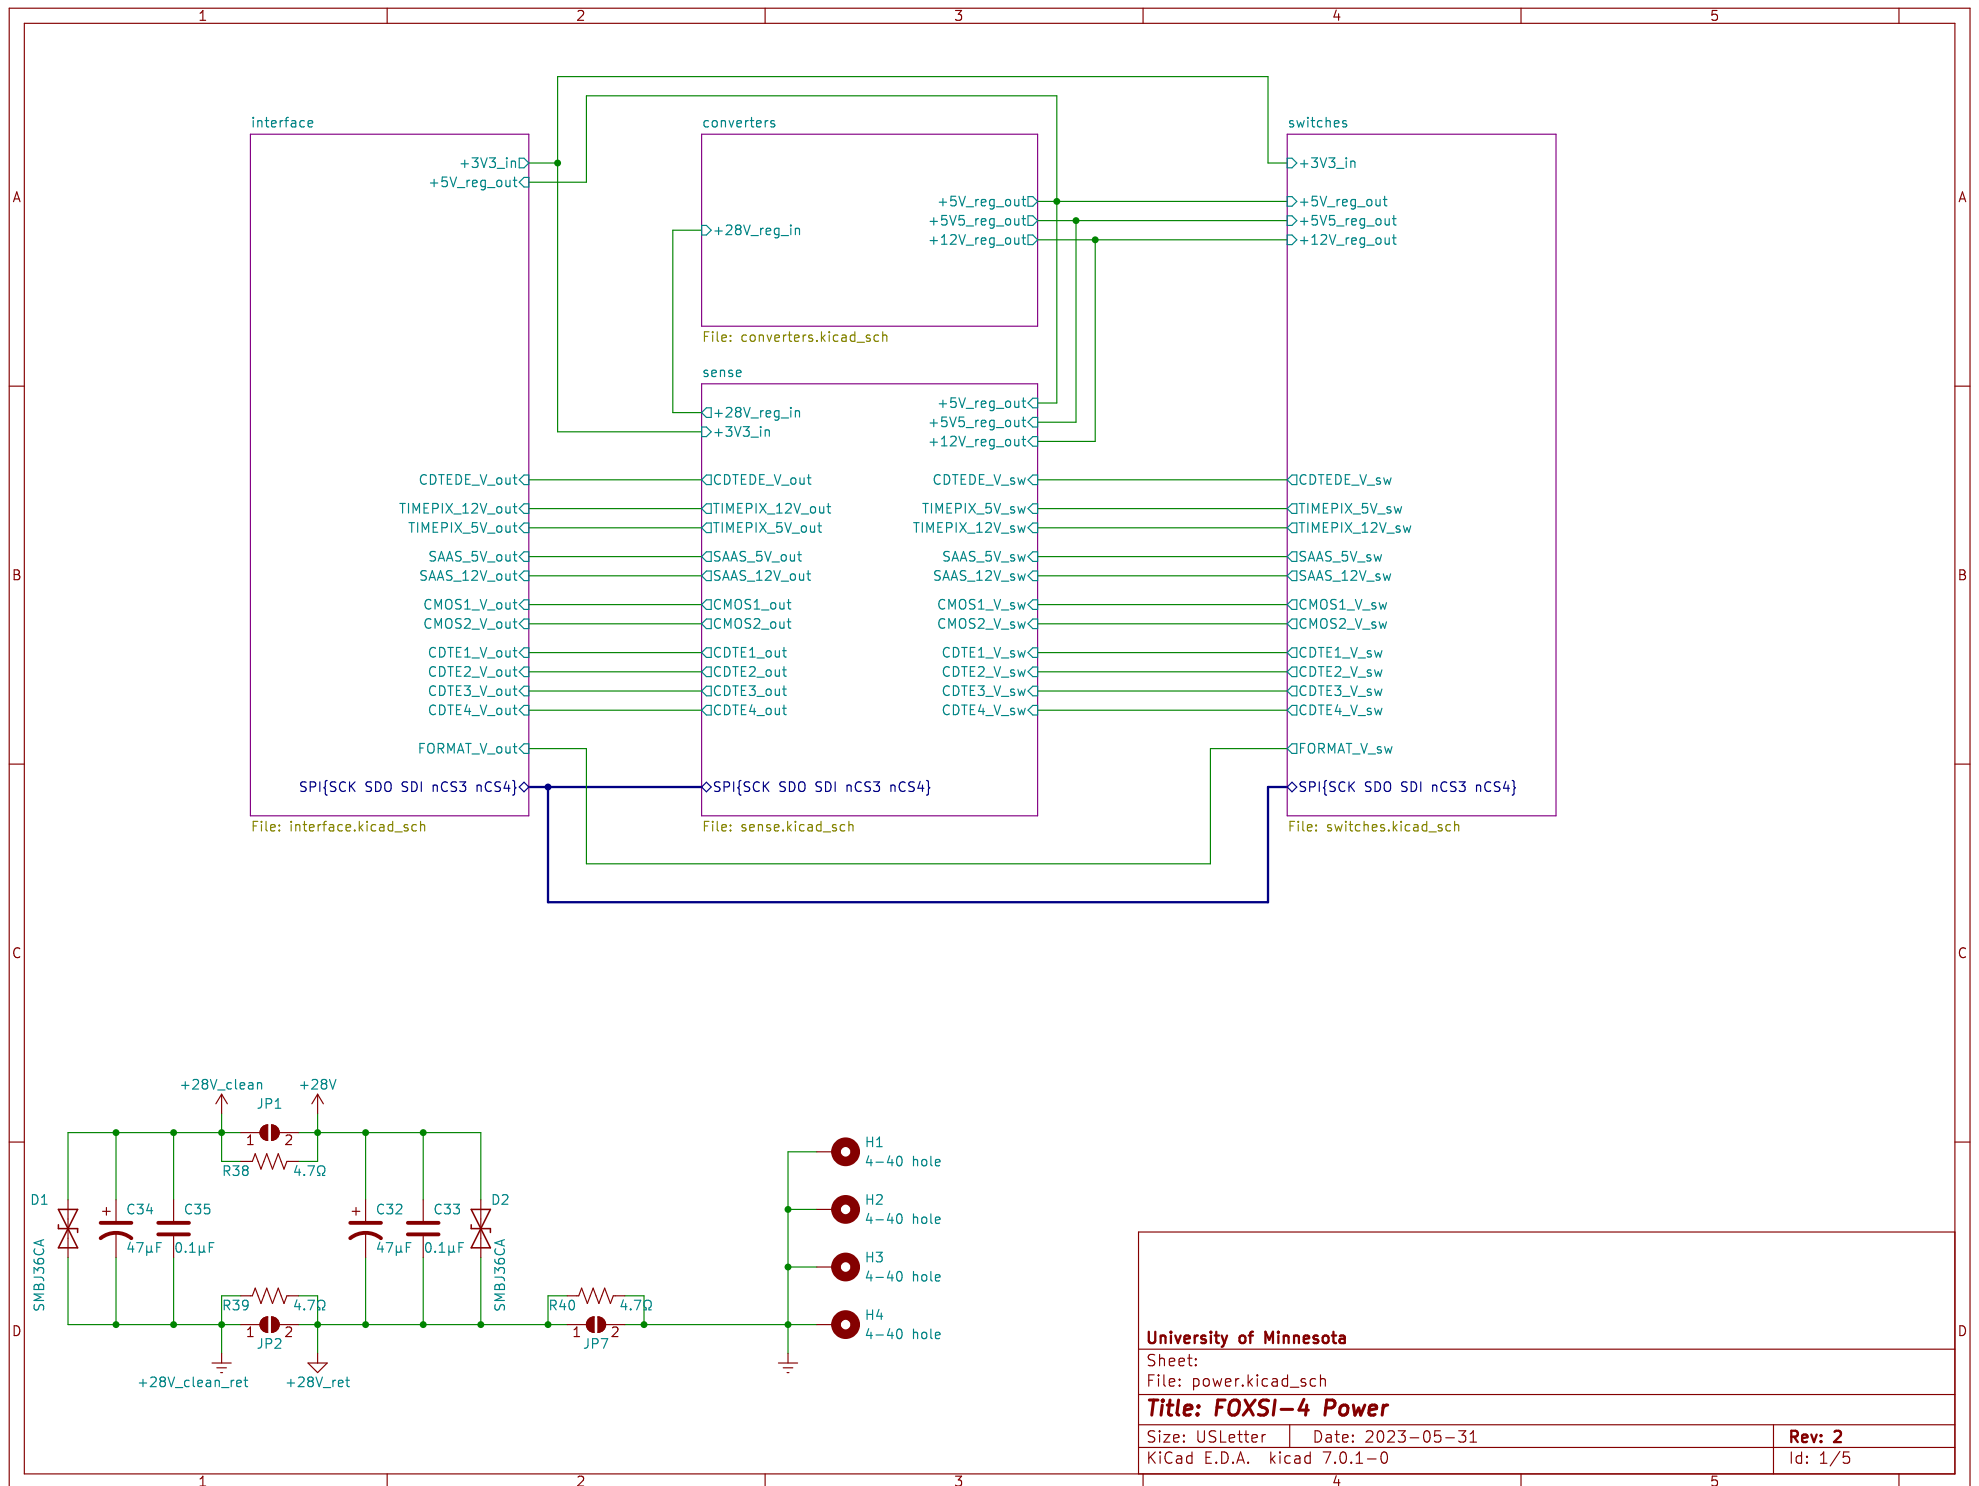 1 2 3 4 5
A A
B B
C C
D D
interface
+3V3_in
+5V_reg_out
CDTEDE_V_out
TIMEPIX_12V_out
TIMEPIX_5V_out
SAAS_5V_out
SAAS_12V_out
CMOS1_V_out
CMOS2_V_out
CDTE1_V_out
CDTE2_V_out
CDTE3_V_out
CDTE4_V_out
FORMAT_V_out
SPI{SCK SDO SDI nCS3 nCS4}
File: interface.kicad_sch
converters
+28V_reg_in
+5V_reg_out
+5V5_reg_out
+12V_reg_out
File: converters.kicad_sch
sense
+28V_reg_in
+3V3_in
CDTEDE_V_out
TIMEPIX_12V_out
TIMEPIX_5V_out
SAAS_5V_out
SAAS_12V_out
CMOS1_out
CMOS2_out
CDTE1_out
CDTE2_out
CDTE3_out
CDTE4_out
SPI{SCK SDO SDI nCS3 nCS4}
+5V_reg_out
+5V5_reg_out
+12V_reg_out
CDTEDE_V_sw
TIMEPIX_5V_sw
TIMEPIX_12V_sw
SAAS_5V_sw
SAAS_12V_sw
CMOS1_V_sw
CMOS2_V_sw
CDTE1_V_sw
CDTE2_V_sw
CDTE3_V_sw
CDTE4_V_sw
File: sense.kicad_sch
switches
+3V3_in
+5V_reg_out
+5V5_reg_out
+12V_reg_out
CDTEDE_V_sw
TIMEPIX_5V_sw
TIMEPIX_12V_sw
SAAS_5V_sw
SAAS_12V_sw
CMOS1_V_sw
CMOS2_V_sw
CDTE1_V_sw
CDTE2_V_sw
CDTE3_V_sw
CDTE4_V_sw
FORMAT_V_sw
SPI{SCK SDO SDI nCS3 nCS4}
File: switches.kicad_sch
+28V_clean +28V
JP1
1 2
R38 4.7Ω
D1
SMBJ36CA
+ C34
47µF
C35
0.1µF
+ C32
47µF
C33
0.1µF
D2
SMBJ36CA
R39 4.7Ω
1 2
JP2
+28V_clean_ret +28V_ret
R40 4.7Ω
1 2
JP7
H1
4-40 hole
H2
4-40 hole
H3
4-40 hole
H4
4-40 hole
University of Minnesota
Sheet:
File: power.kicad_sch
Title: FOXSI-4 Power
Size: USLetter Date: 2023-05-31 Rev: 2
KiCad E.D.A. kicad 7.0.1-0 Id: 1/5
1 2 3 4 5